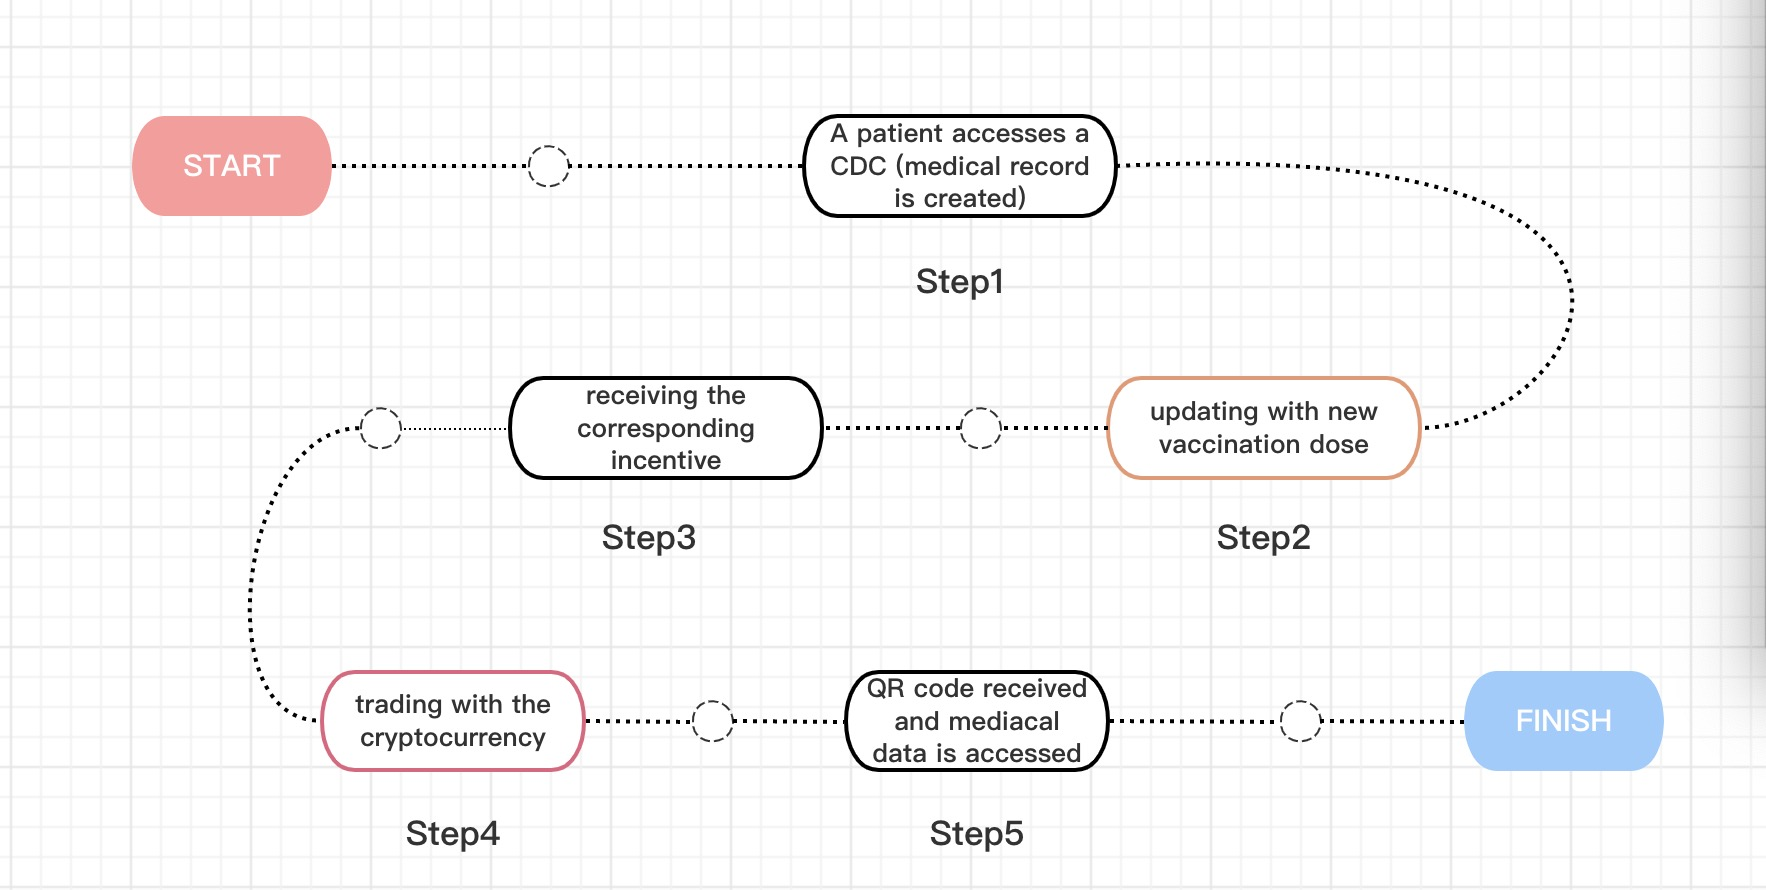 START
A patient accesses a
CDC (medical record
is created)
Step1
receiving the
corresponding
incentive
updating with new
vaccination dose
Step3
Step2
trading with the
cryptocurrency
QR code received
and mediacal
data is accessed
FINISH
Step4
Step5